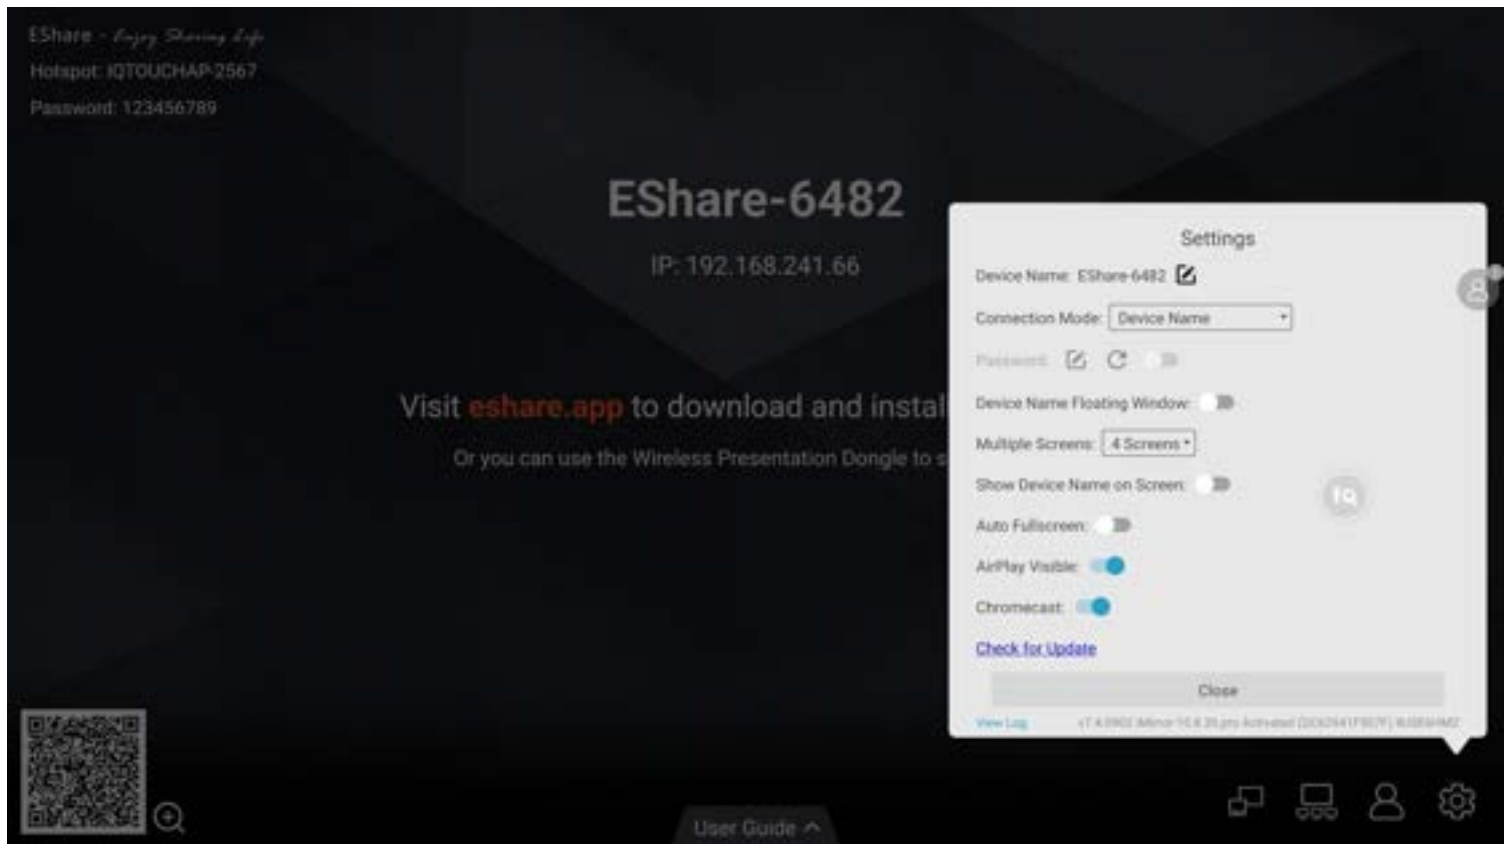 EShare - Enjoy Sharing Life
Hotspot: IQTOUCHAP-2567
Password: 123456789
EShare-6482
IP: 192.168.241.66
Visit eshare.app to download and instal
Or you can use the Wireless Presentation Dongle to s
Settings
Device Name: EShare-6482
Connection Mode: Device Name
Password:
Device Name Floating Window:
Multiple Screens: 4 Screens
Show Device Name on Screen:
Auto Fullscreen:
AirPlay Visible:
Chromecast:
Check for Update
Close
View Log
IQ
User Guide